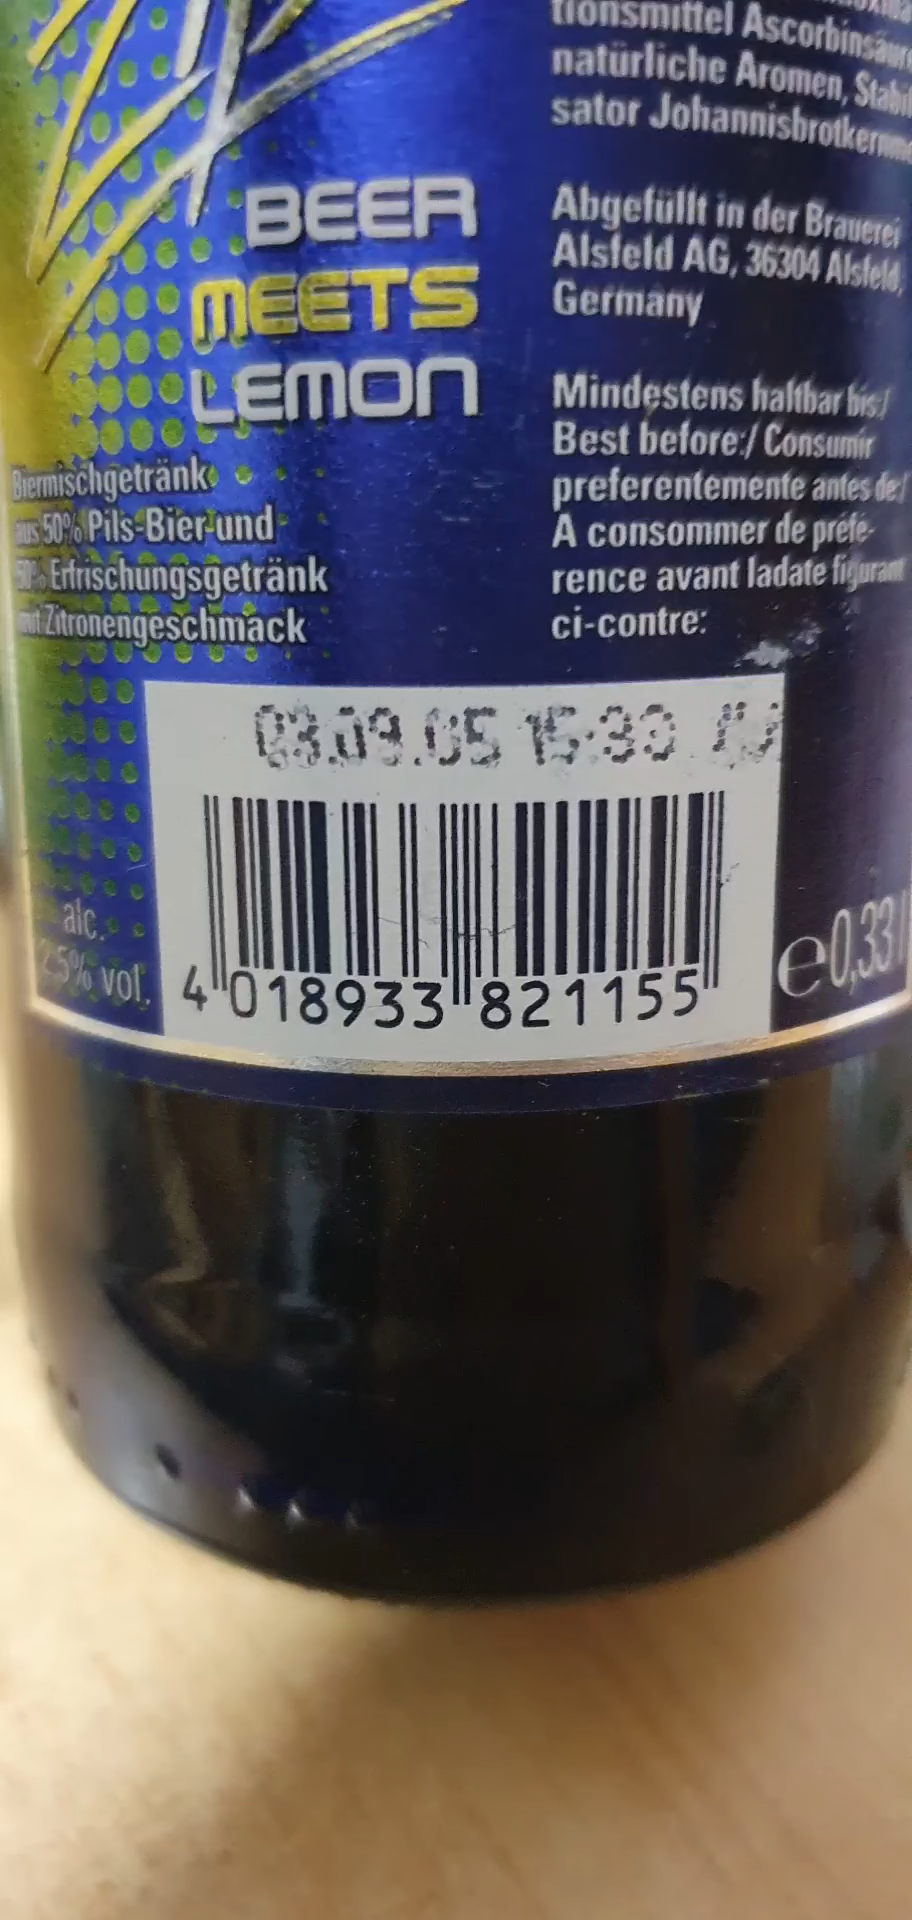 BEER
MEETS
LEMON
Biermischgetränk
aus 50% Pils-Bier und
50% Erfrischungsgetränk
mit Zitronengeschmack
alc.
2,5% vol.
tionsmittel Ascorbinsäure
natürliche Aromen, Stabili
sator Johannisbrotkernme
Abgefüllt in der Brauerei
Alsfeld AG, 36304 Alsfeld,
Germany
Mindestens haltbar bis:/
Best before:/ Consumir
preferentemente antes de:/
A consommer de préfé-
rence avant ladate figurant
ci-contre:
03.09.05 15:30
4 018933 821155
e0,33 l